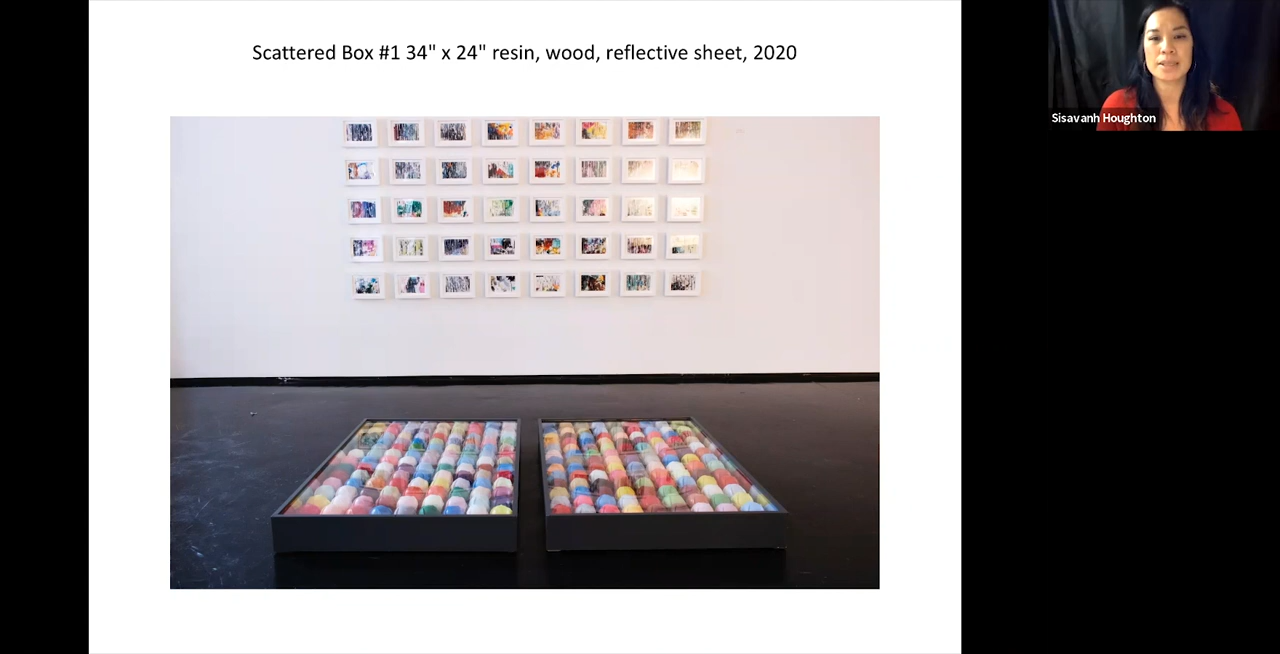 Scattered Box #1 34" x 24" resin, wood, reflective sheet, 2020
Sisavanh Houghton